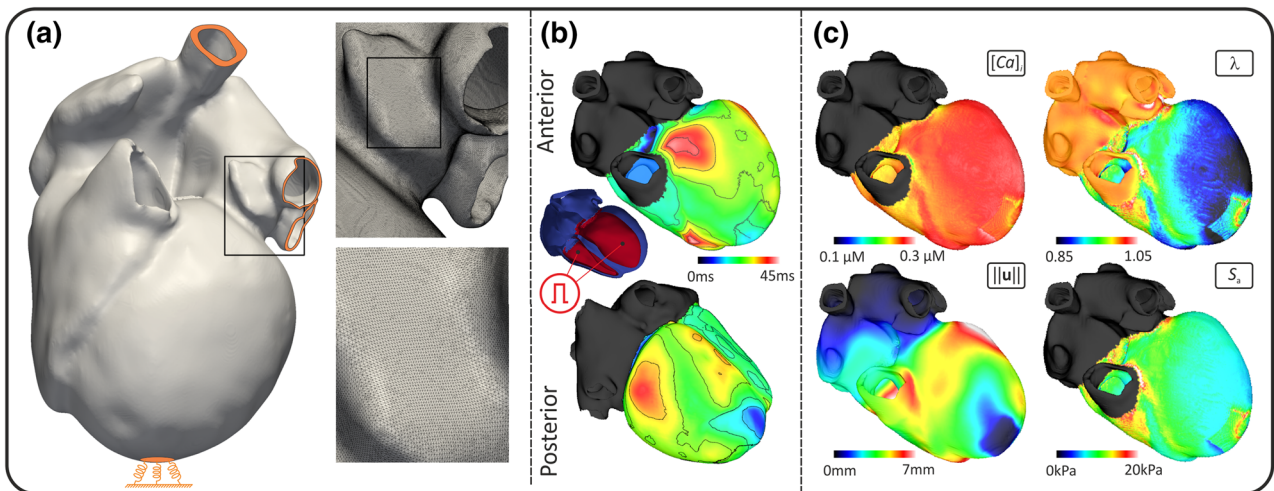 (a)
(b)
Anterior
0ms
45ms
Posterior
(c)
[Ca]i
λ
0.1 μM
0.3 μM
0.85
1.05
||u||
Sa
0mm
7mm
0kPa
20kPa